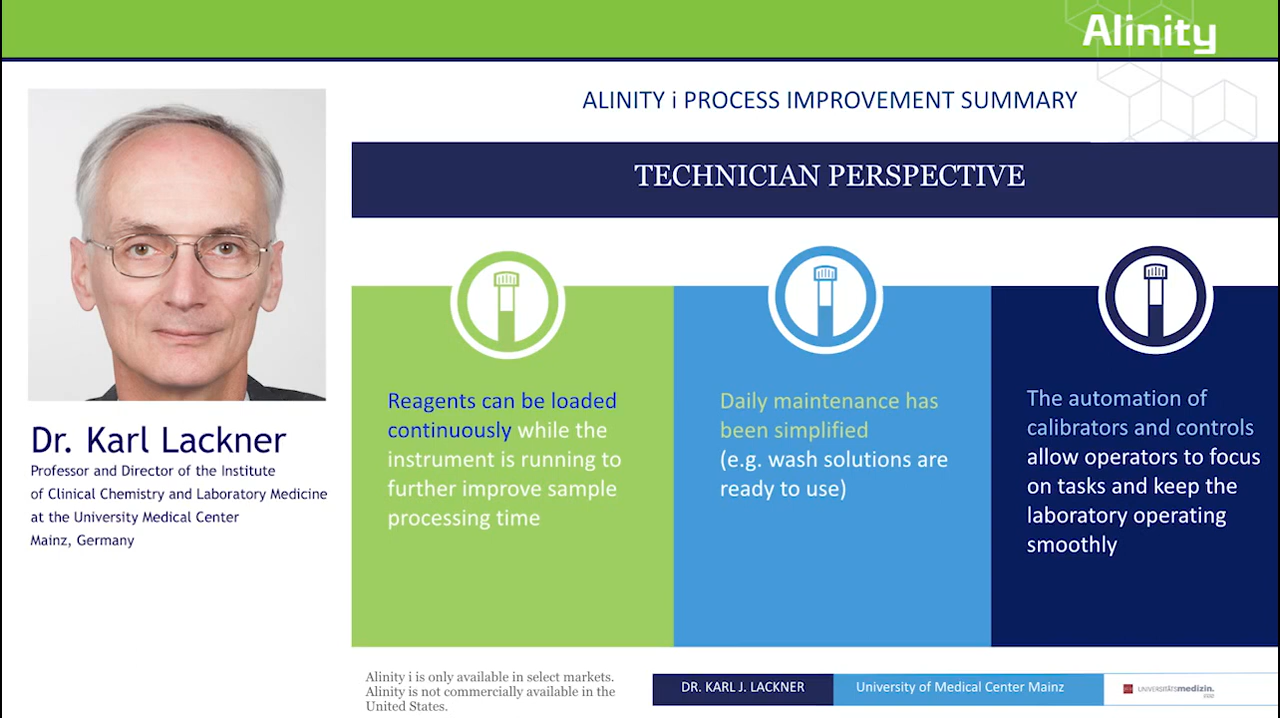 Alinity
ALINITY i PROCESS IMPROVEMENT SUMMARY
TECHNICIAN PERSPECTIVE
Dr. Karl Lackner
Professor and Director of the Institute
of Clinical Chemistry and Laboratory Medicine
at the University Medical Center
Mainz, Germany
Reagents can be loaded
continuously while the
instrument is running to
further improve sample
processing time
Daily maintenance has
been simplified
(e.g. wash solutions are
ready to use)
The automation of
calibrators and controls
allow operators to focus
on tasks and keep the
laboratory operating
smoothly
Alinity i is only available in select markets.
Alinity is not commercially available in the
United States.
DR. KARL J. LACKNER
University of Medical Center Mainz
UNIVERSITÄTSmedizin.